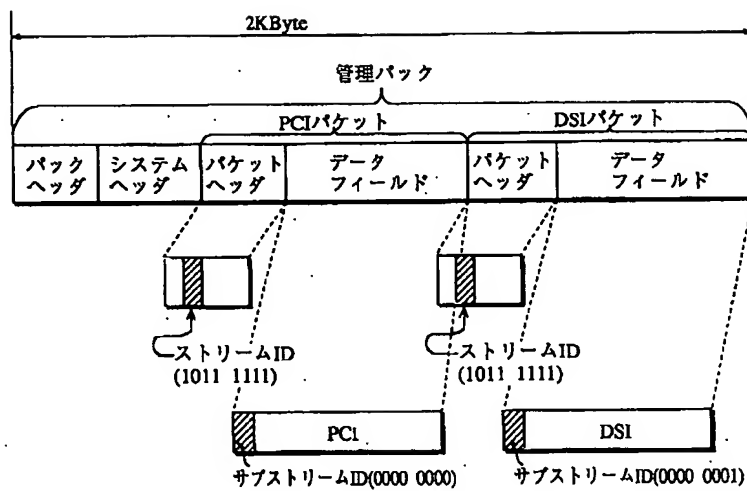 2KByte
管理パック
PCIパケット
DSIパケット
パック
ヘッダ
システム
ヘッダ
パケット
ヘッダ
データ
フィールド
パケット
ヘッダ
データ
フィールド
ストリームID
(1011 1111)
ストリームID
(1011 1111)
PCI
DSI
サブストリームID(0000 0000)
サブストリームID(0000 0001)